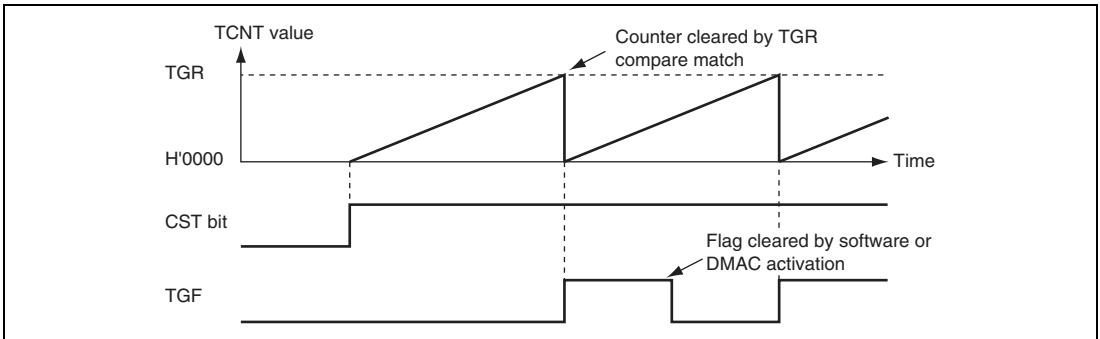 TCNT value
Counter cleared by TGR
compare match
TGR
H'0000
Time
CST bit
Flag cleared by software or
DMAC activation
TGF